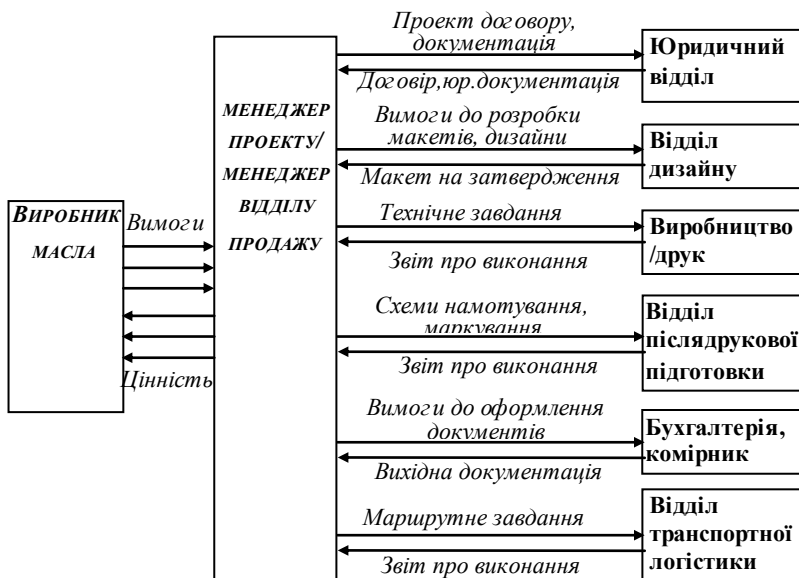 ВИРОБНИК
МАСЛА
Вимоги
Цінність
МЕНЕДЖЕР
ПРОЕКТУ/
МЕНЕДЖЕР
ВІДДІЛУ
ПРОДАЖУ
Проект договору,
документація
Договір,юр.документація
Юридичний
відділ
Вимоги до розробки
макетів, дизайни
Макет на затвердження
Відділ
дизайну
Технічне завдання
Звіт про виконання
Виробництво
/друк
Схеми намотування,
маркування
Звіт про виконання
Відділ
післядрукової
підготовки
Вимоги до оформлення
документів
Вихідна документація
Бухгалтерія,
комірник
Маршрутне завдання
Звіт про виконання
Відділ
транспортної
логістики